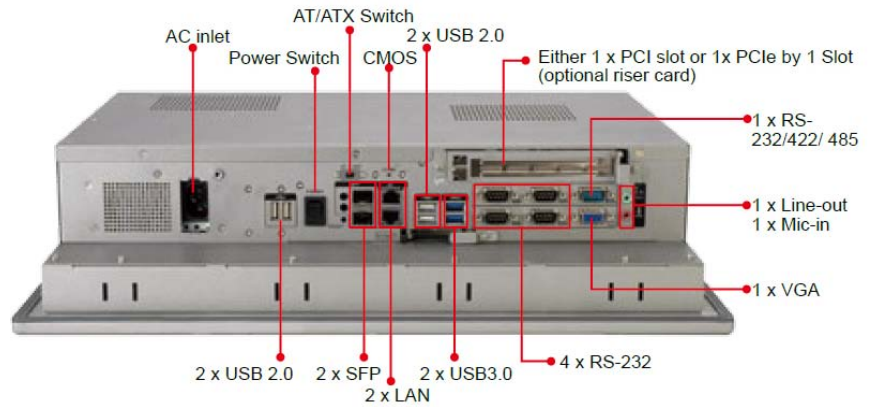 AT/ATX Switch
AC inlet
2 x USB 2.0
Power Switch
CMOS
Either 1 x PCI slot or 1x PCIe by 1 Slot
(optional riser card)
1 x RS-
232/422/ 485
1 x Line-out
1 x Mic-in
1 x VGA
4 x RS-232
2 x USB 2.0
2 x SFP
2 x USB3.0
2 x LAN